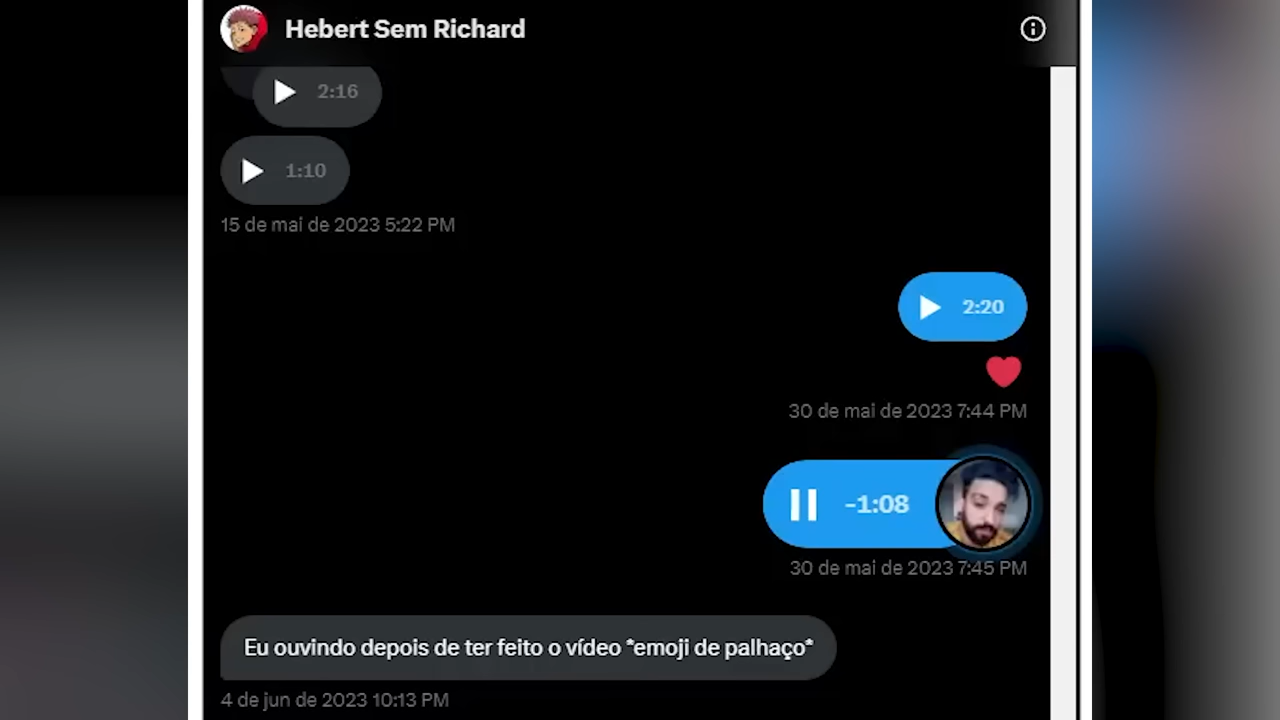 Hebert Sem Richard
2:16
1:10
15 de mai de 2023 5:22 PM
2:20
30 de mai de 2023 7:44 PM
-1:08
30 de mai de 2023 7:45 PM
Eu ouvindo depois de ter feito o vídeo *emoji de palhaço*
4 de jun de 2023 10:13 PM